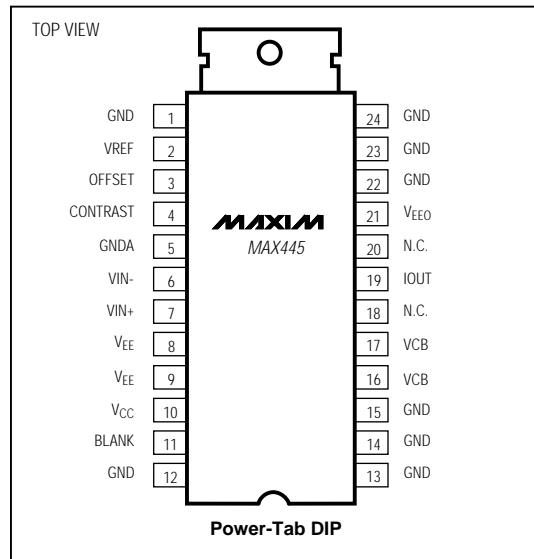 TOP VIEW
GND 1 24 GND
VREF 2 23 GND
OFFSET 3 22 GND
CONTRAST 4 21 VEEO
GNDA 5 20 N.C.
VIN- 6 19 IOUT
VIN+ 7 18 N.C.
VEE 8 17 VCB
VEE 9 16 VCB
VCC 10 15 GND
BLANK 11 14 GND
GND 12 13 GND
MAXIM
MAX445
Power-Tab DIP